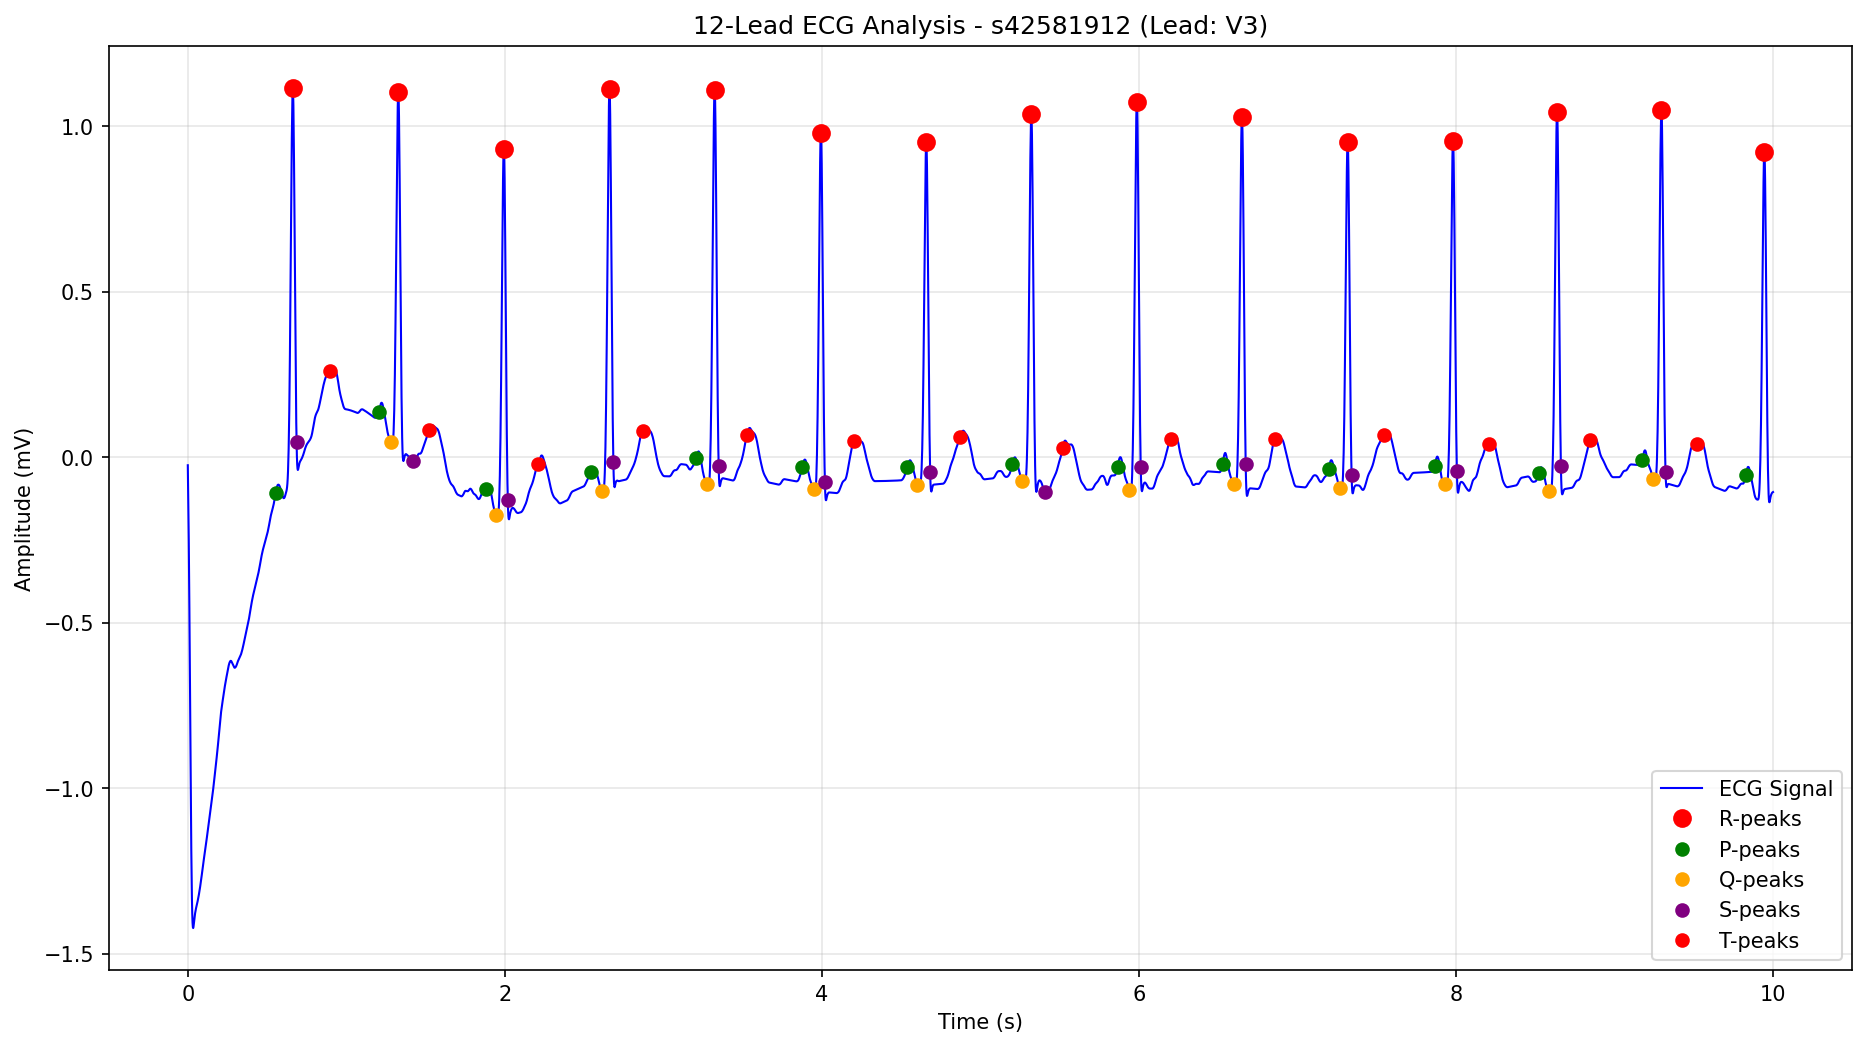 12-Lead ECG Analysis - s42581912 (Lead: V3)
1.0
0.5
0.0
−0.5
−1.0
−1.5
Amplitude (mV)
0 2 4 6 8 10
Time (s)
ECG Signal
R-peaks
P-peaks
Q-peaks
S-peaks
T-peaks